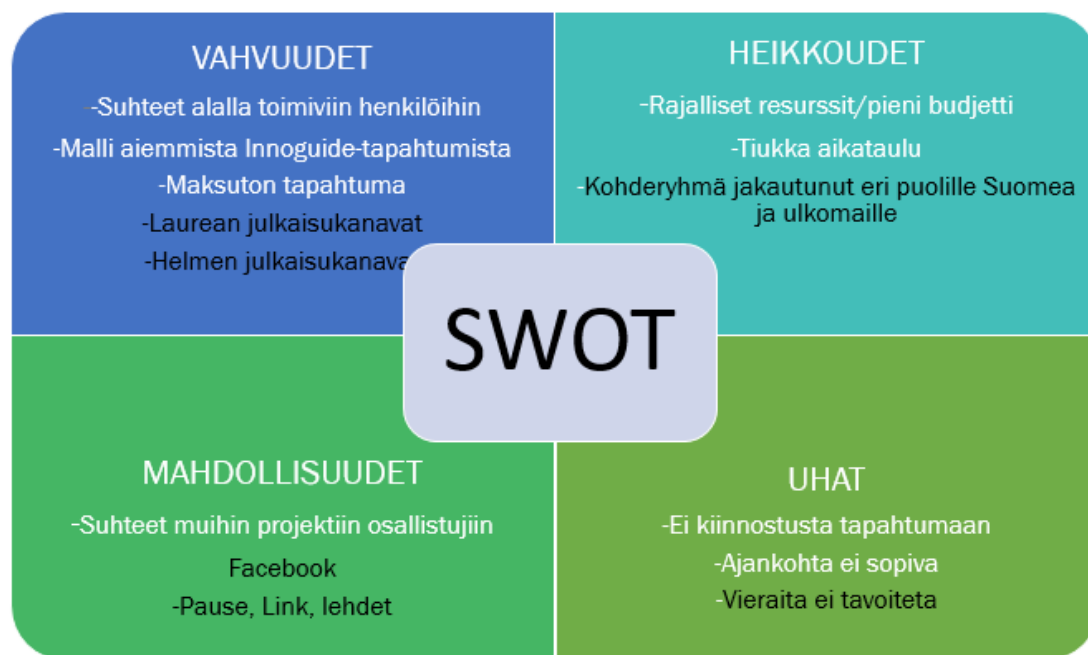 VAHVUUDET
-Suhteet alalla toimiviin henkilöihin
-Malli aiemmista Innoguide-tapahtumista
-Maksuton tapahtuma
-Laurean julkaisukanavat
-Helmen julkaisukanava
HEIKKOUDET
-Rajalliset resurssit/pieni budjetti
-Tiukka aikataulu
-Kohderyhmä jakautunut eri puolille Suomea
ja ulkomaille
SWOT
MAHDOLLISUUDET
-Suhteet muihin projektiin osallistujiin
Facebook
-Pause, Link, lehdet
UHAT
-Ei kiinnostusta tapahtumaan
-Ajankohta ei sopiva
-Vieraita ei tavoiteta